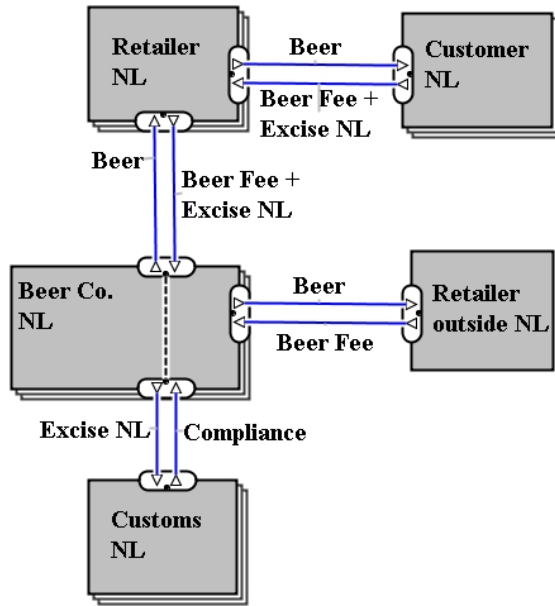 Retailer
NL
Beer
Beer Fee +
Excise NL
Customer
NL
Beer
Beer Fee +
Excise NL
Beer Co.
NL
Beer
Beer Fee
Retailer
outside NL
Excise NL
Compliance
Customs
NL